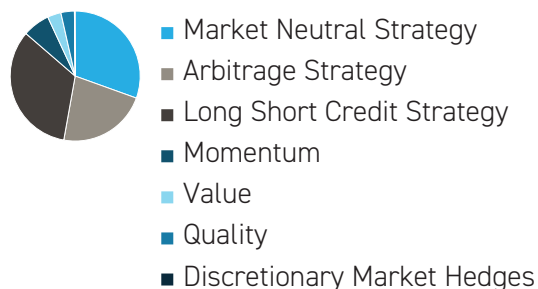 Market Neutral Strategy
Arbitrage Strategy
Long Short Credit Strategy
Momentum
Value
Quality
Discretionary Market Hedges